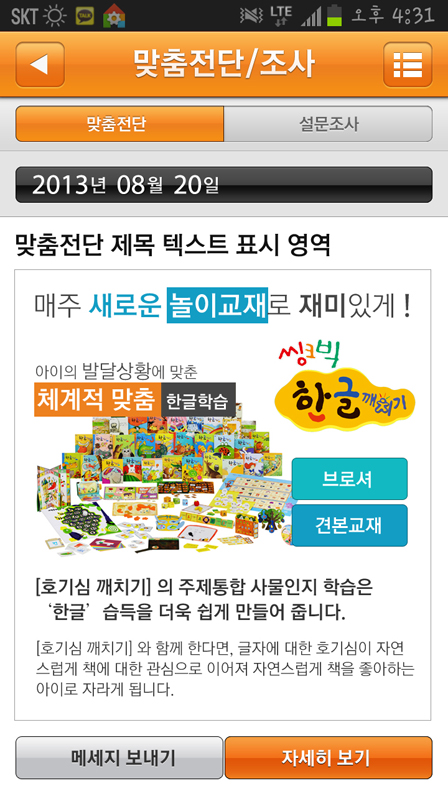 SKT TALK LTE 오후 4:31
맞춤전단/조사
맞춤전단 설문조사
2013년 08월 20일
맞춤전단 제목 텍스트 표시 영역
매주 새로운 놀이교재로 재미있게 !
씽크빅
한글깨치기
아이의 발달상황에 맞춘
체계적 맞춤 한글학습
브로셔
견본교재
[호기심 깨치기] 의 주제통합 사물인지 학습은
‘한글’ 습득을 더욱 쉽게 만들어 줍니다.
[호기심 깨치기] 와 함께 한다면, 글자에 대한 호기심이 자연
스럽게 책에 대한 관심으로 이어져 자연스럽게 책을 좋아하는
아이로 자라게 됩니다.
메세지 보내기 자세히 보기